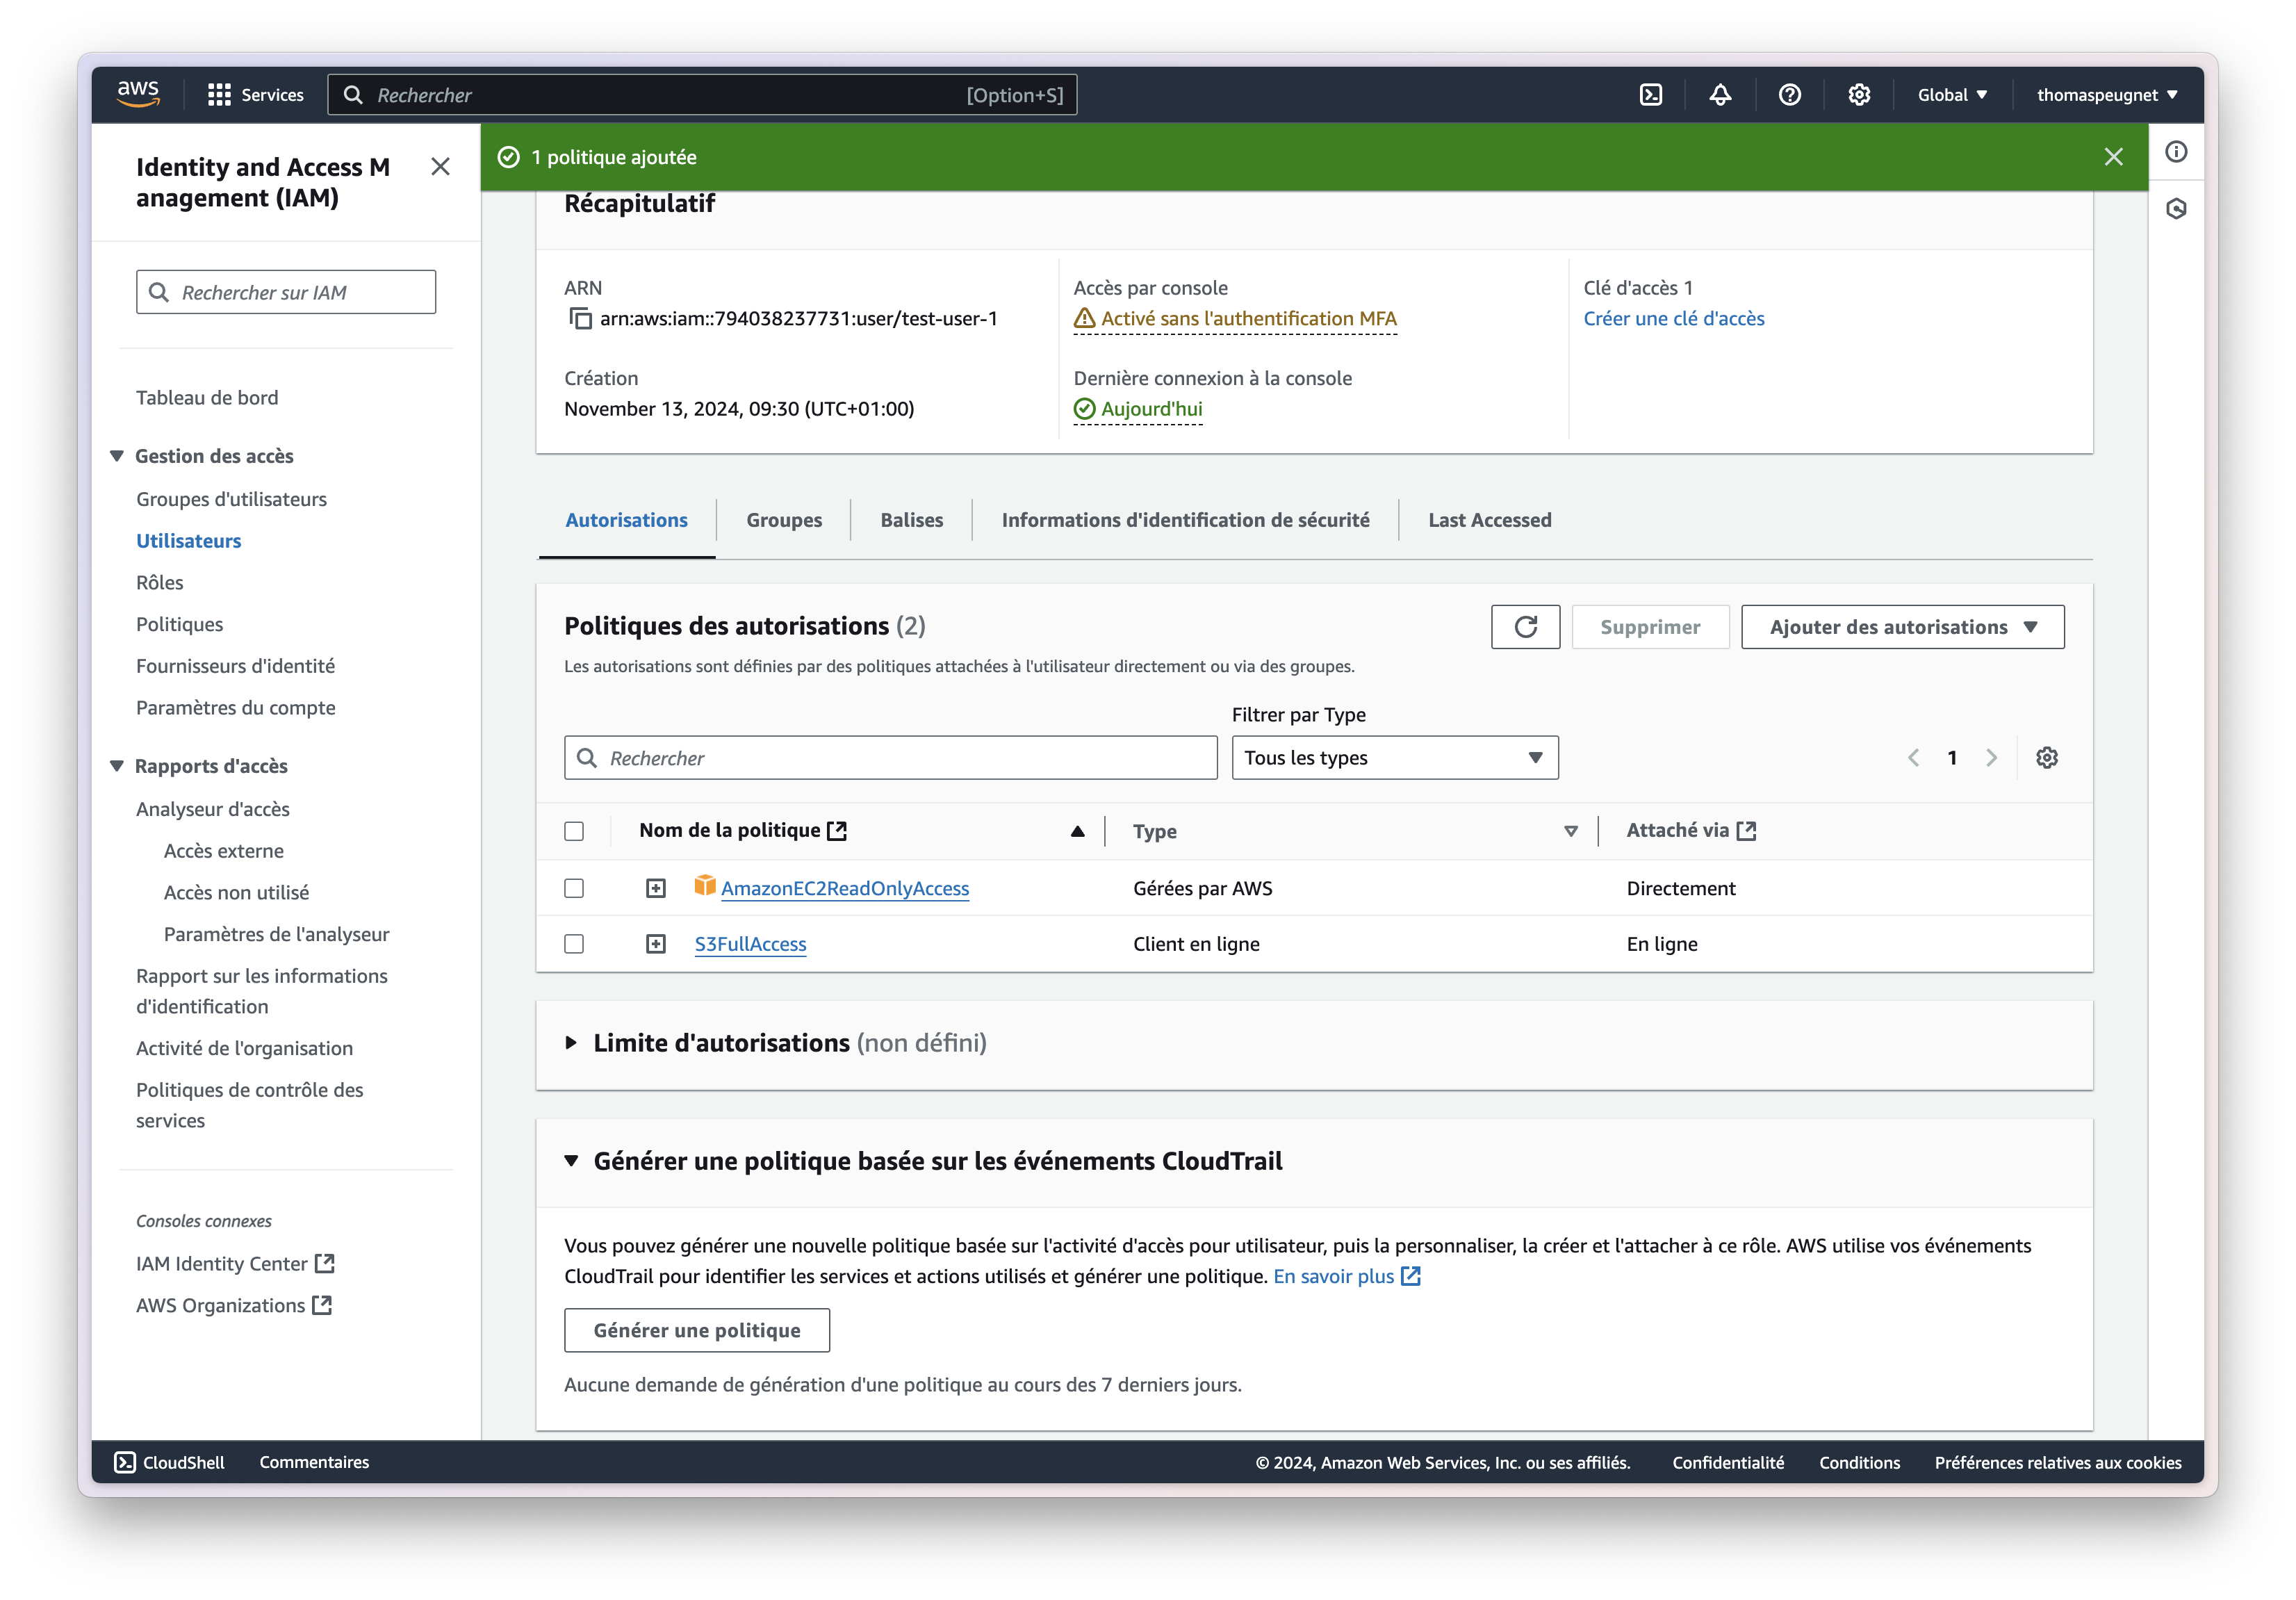 aws
Services
Rechercher
[Option+S]
Global
thomaspeugnet
Identity and Access M
anagement (IAM)
Rechercher sur IAM
Tableau de bord
Gestion des accès
Groupes d'utilisateurs
Utilisateurs
Rôles
Politiques
Fournisseurs d'identité
Paramètres du compte
Rapports d'accès
Analyseur d'accès
Accès externe
Accès non utilisé
Paramètres de l'analyseur
Rapport sur les informations
d'identification
Activité de l'organisation
Politiques de contrôle des
services
Consoles connexes
IAM Identity Center
AWS Organizations
1 politique ajoutée
Récapitulatif
ARN
arn:aws:iam::794038237731:user/test-user-1
Accès par console
Activé sans l'authentification MFA
Clé d'accès 1
Créer une clé d'accès
Création
November 13, 2024, 09:30 (UTC+01:00)
Dernière connexion à la console
Aujourd'hui
Autorisations
Groupes
Balises
Informations d'identification de sécurité
Last Accessed
Politiques des autorisations (2)
Supprimer
Ajouter des autorisations
Les autorisations sont définies par des politiques attachées à l'utilisateur directement ou via des groupes.
Filtrer par Type
Rechercher
Tous les types
1
Nom de la politique
Type
Attaché via
AmazonEC2ReadOnlyAccess
Gérées par AWS
Directement
S3FullAccess
Client en ligne
En ligne
Limite d'autorisations (non défini)
Générer une politique basée sur les événements CloudTrail
Vous pouvez générer une nouvelle politique basée sur l'activité d'accès pour utilisateur, puis la personnaliser, la créer et l'attacher à ce rôle. AWS utilise vos événements
CloudTrail pour identifier les services et actions utilisés et générer une politique. En savoir plus
Générer une politique
Aucune demande de génération d'une politique au cours des 7 derniers jours.
CloudShell
Commentaires
© 2024, Amazon Web Services, Inc. ou ses affiliés.
Confidentialité
Conditions
Préférences relatives aux cookies